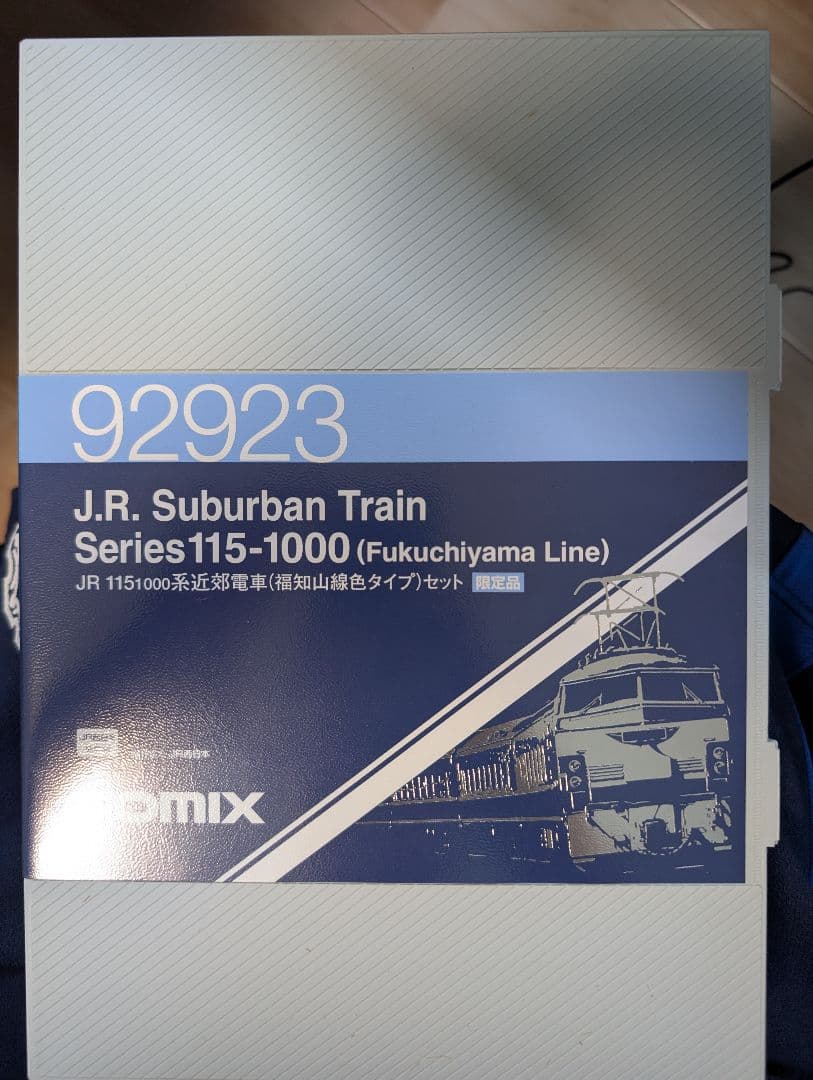 92923
J.R. Suburban Train
Series115-1000 (Fukuchiyama Line)
JR 1151000系近郊電車(福知山線色タイプ)セット 限定品
TOMIX